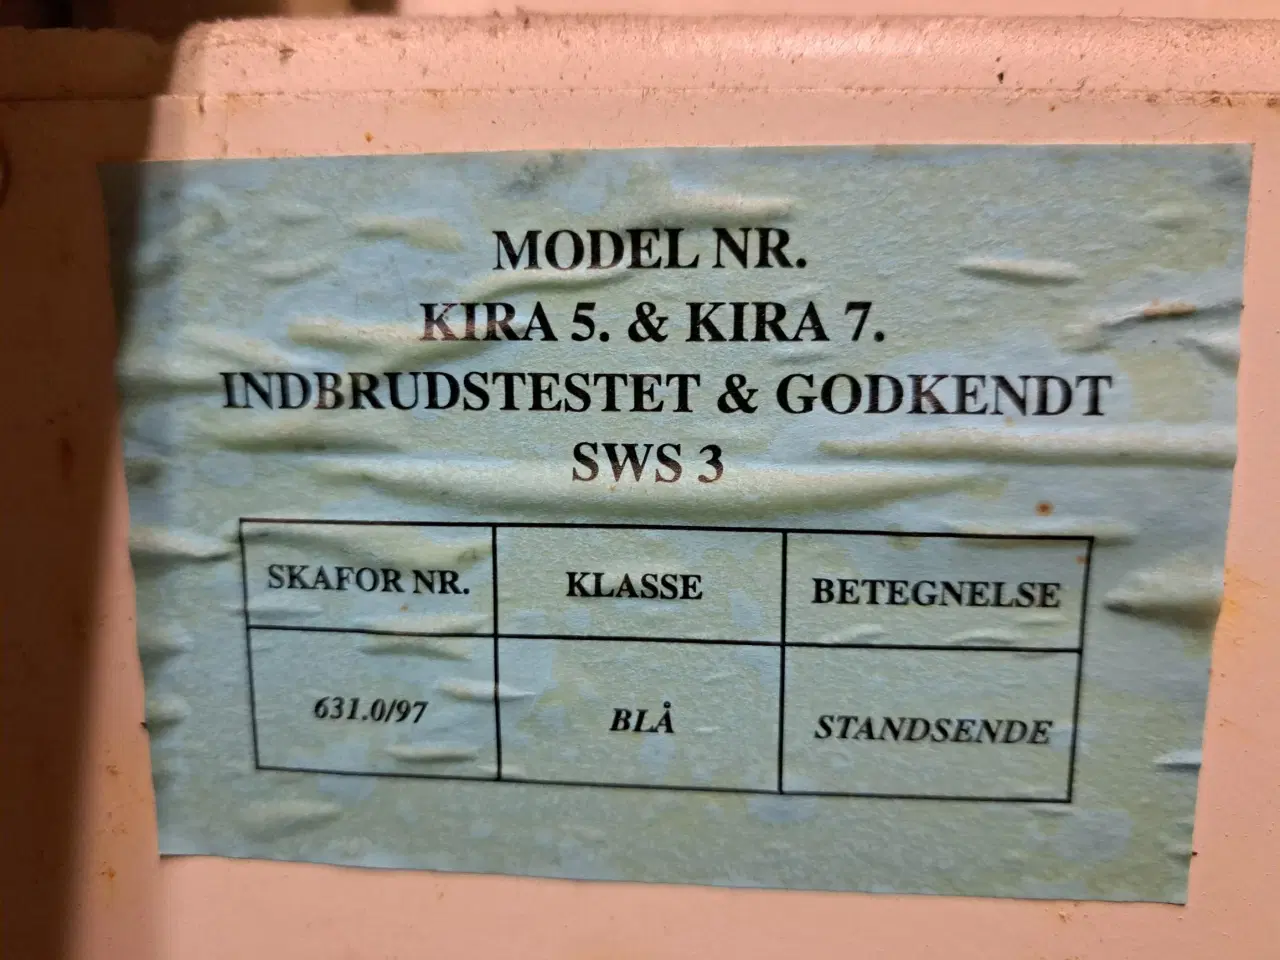 MODEL NR.
KIRA 5. & KIRA 7.
INDBRUDSTESTET & GODKENDT
SWS 3
SKAFOR NR. KLASSE BETEGNELSE
631.0/97 BLÅ STANDSENDE